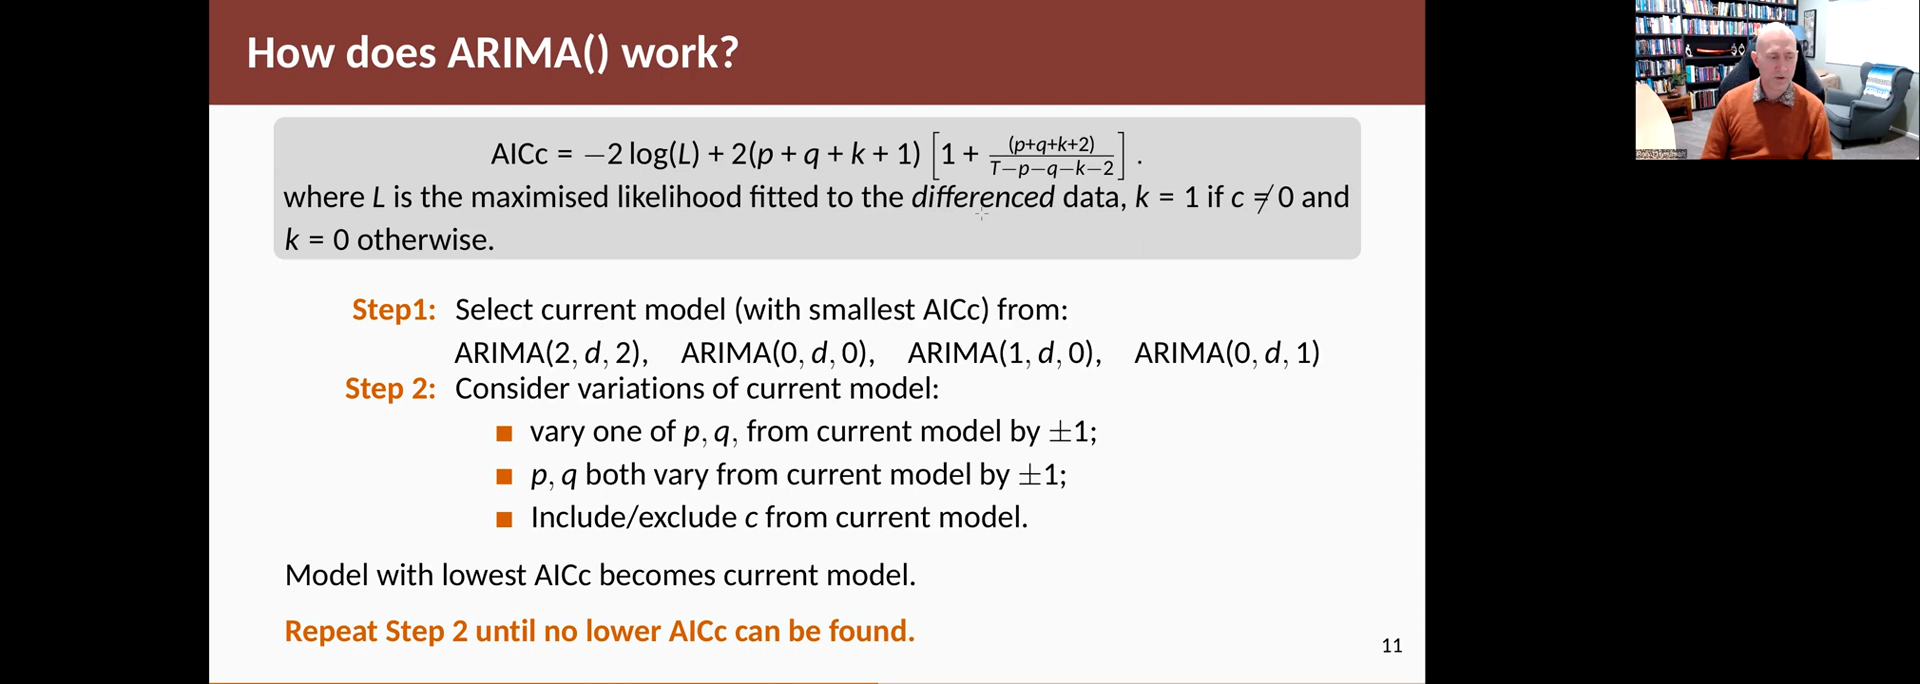 How does ARIMA() work?
AICc = −2 log(L) + 2(p + q + k + 1) [1 + (p+q+k+2)/(T−p−q−k−2)] .
where L is the maximised likelihood fitted to the differenced data, k = 1 if c ≠ 0 and
k = 0 otherwise.
Step1: Select current model (with smallest AICc) from:
ARIMA(2, d, 2), ARIMA(0, d, 0), ARIMA(1, d, 0), ARIMA(0, d, 1)
Step 2: Consider variations of current model:
■ vary one of p, q, from current model by ±1;
■ p, q both vary from current model by ±1;
■ Include/exclude c from current model.
Model with lowest AICc becomes current model.
Repeat Step 2 until no lower AICc can be found.
11